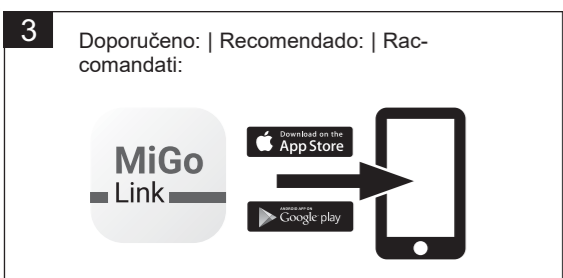 3
Doporučeno: | Recomendado: | Rac-
comandati:
MiGo
Link
Download on the
App Store
ANDROID APP ON
Google play